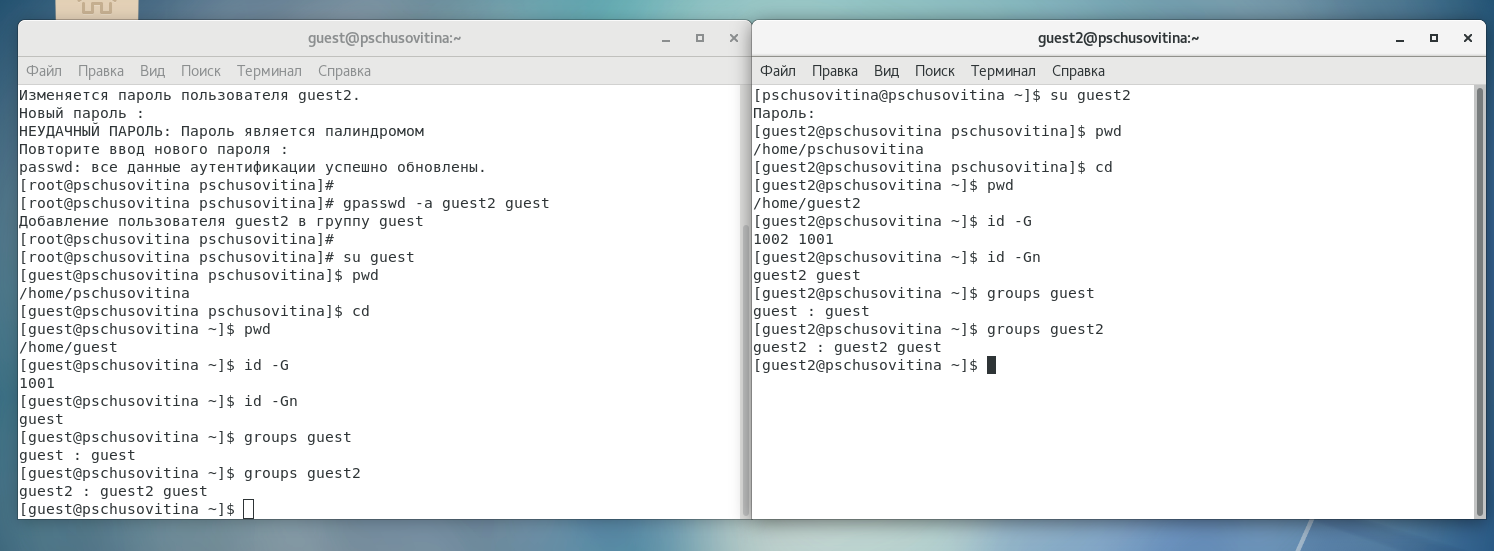 guest@pschusovitina:~
Файл Правка Вид Поиск Терминал Справка
Изменяется пароль пользователя guest2.
Новый пароль :
НЕУДАЧНЫЙ ПАРОЛЬ: Пароль является палиндромом
Повторите ввод нового пароля :
passwd: все данные аутентификации успешно обновлены.
[root@pschusovitina pschusovitina]#
[root@pschusovitina pschusovitina]# gpasswd -a guest2 guest
Добавление пользователя guest2 в группу guest
[root@pschusovitina pschusovitina]#
[root@pschusovitina pschusovitina]# su guest
[guest@pschusovitina pschusovitina]$ pwd
/home/pschusovitina
[guest@pschusovitina pschusovitina]$ cd
[guest@pschusovitina ~]$ pwd
/home/guest
[guest@pschusovitina ~]$ id -G
1001
[guest@pschusovitina ~]$ id -Gn
guest
[guest@pschusovitina ~]$ groups guest
guest : guest
[guest@pschusovitina ~]$ groups guest2
guest2 : guest2 guest
[guest@pschusovitina ~]$
guest2@pschusovitina:~
Файл Правка Вид Поиск Терминал Справка
[pschusovitina@pschusovitina ~]$ su guest2
Пароль:
[guest2@pschusovitina pschusovitina]$ pwd
/home/pschusovitina
[guest2@pschusovitina pschusovitina]$ cd
[guest2@pschusovitina ~]$ pwd
/home/guest2
[guest2@pschusovitina ~]$ id -G
1002 1001
[guest2@pschusovitina ~]$ id -Gn
guest2 guest
[guest2@pschusovitina ~]$ groups guest
guest : guest
[guest2@pschusovitina ~]$ groups guest2
guest2 : guest2 guest
[guest2@pschusovitina ~]$